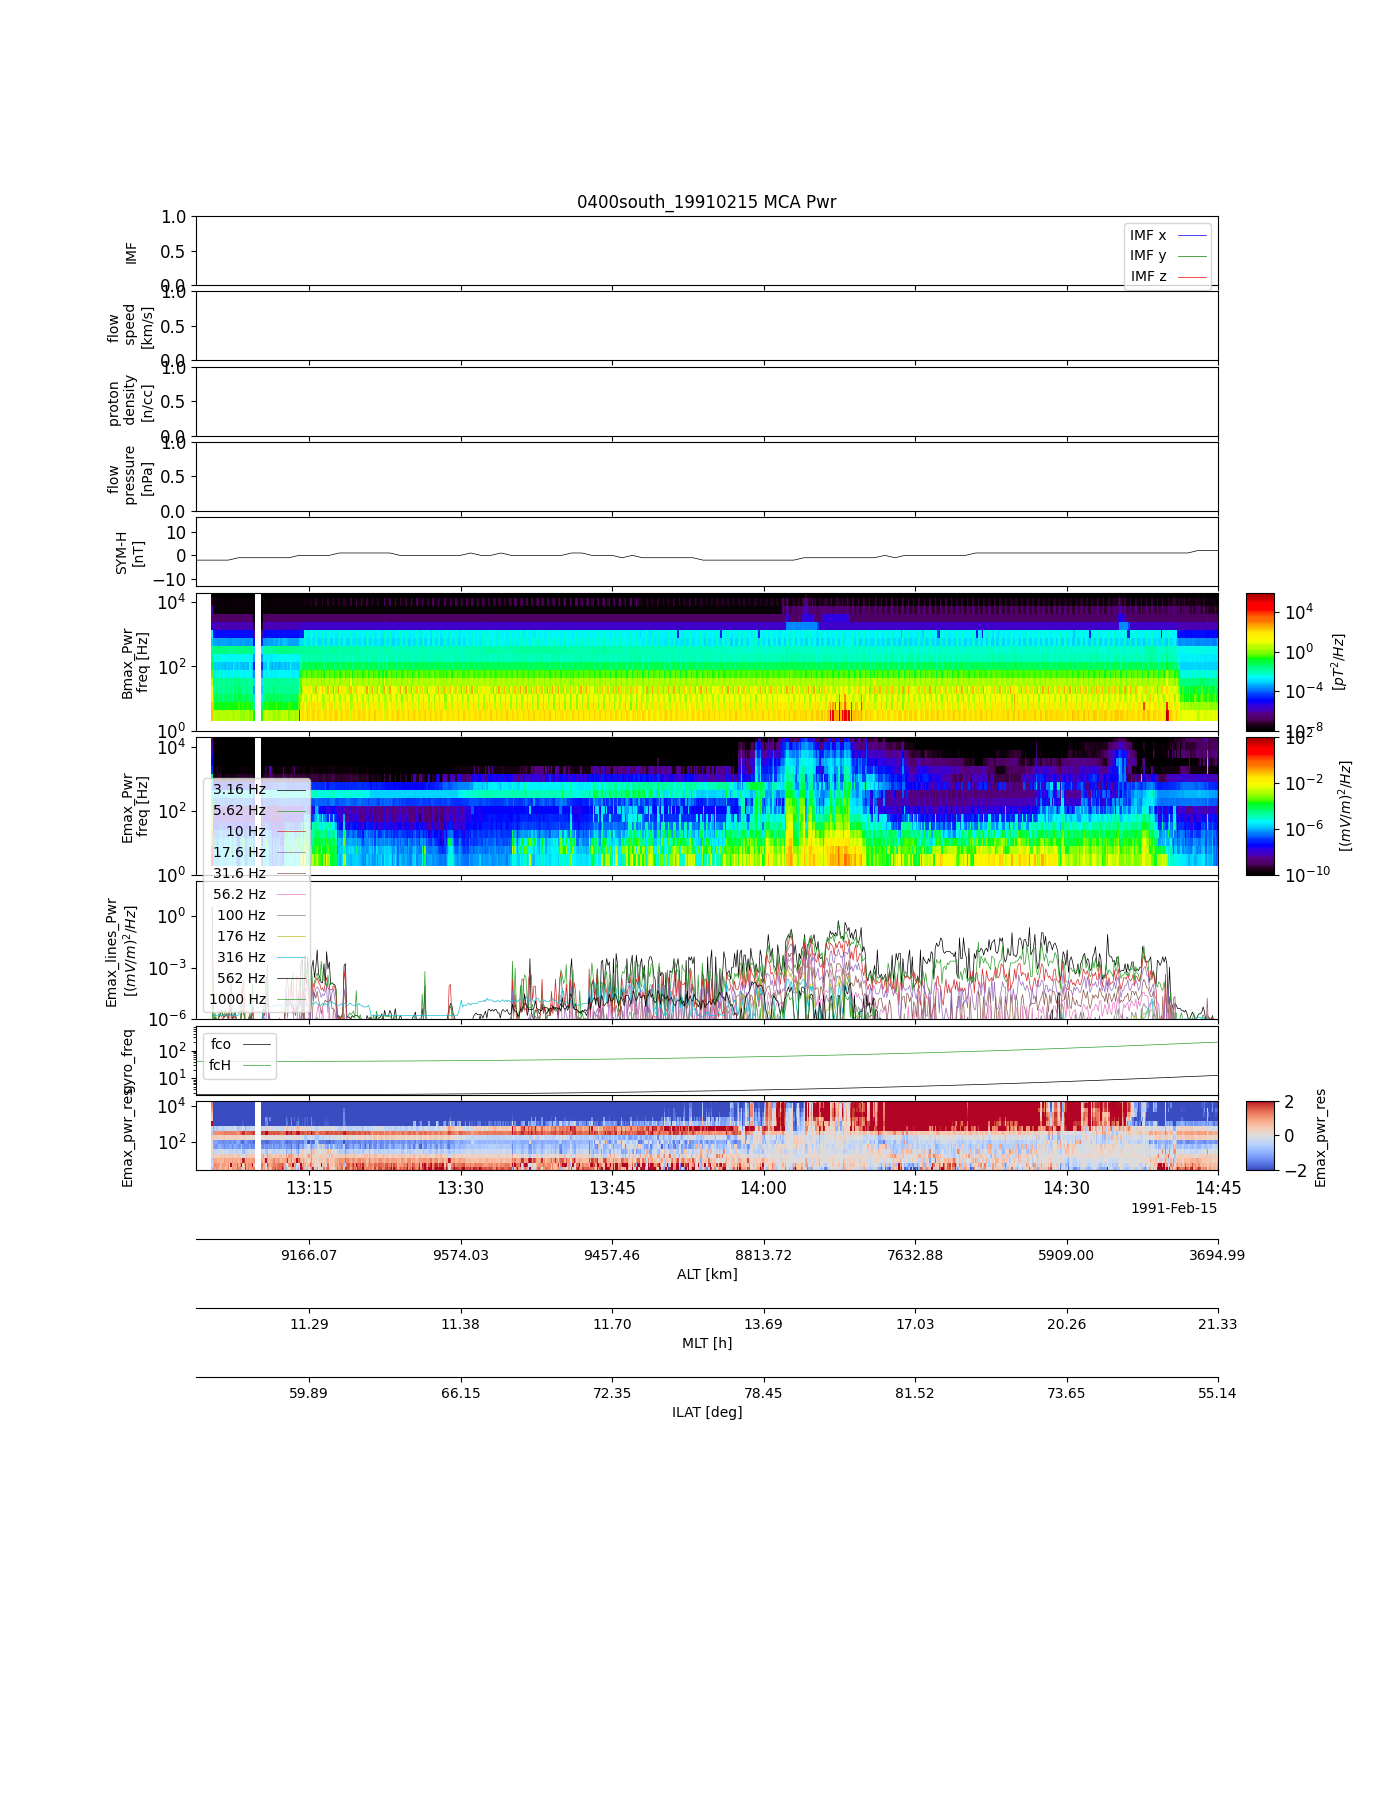 0400south_19910215 MCA Pwr
1.0
0.5
0.0
IMF
IMF x
IMF y
IMF z
1.0
0.5
0.0
flow
speed
[km/s]
1.0
0.5
0.0
proton
density
[n/cc]
1.0
0.5
0.0
flow
pressure
[nPa]
10
0
−10
SYM-H
[nT]
10^4
10^2
10^0
Bmax_Pwr
freq [Hz]
10^4
10^0
10^−4
10^−8
[pT^2/Hz]
10^4
10^2
10^0
Emax_Pwr
freq [Hz]
10^2
10^−2
10^−6
10^−10
[(mV/m)^2/Hz]
3.16 Hz
5.62 Hz
10 Hz
17.6 Hz
31.6 Hz
56.2 Hz
100 Hz
176 Hz
316 Hz
562 Hz
1000 Hz
10^0
10^−3
10^−6
Emax_lines_Pwr
[(mV/m)^2/Hz]
10^2
10^1
gyro_freq
fco
fcH
10^4
10^2
Emax_pwr_res
2
0
−2
Emax_pwr_res
13:15 13:30 13:45 14:00 14:15 14:30 14:45
1991-Feb-15
9166.07 9574.03 9457.46 8813.72 7632.88 5909.00 3694.99
ALT [km]
11.29 11.38 11.70 13.69 17.03 20.26 21.33
MLT [h]
59.89 66.15 72.35 78.45 81.52 73.65 55.14
ILAT [deg]